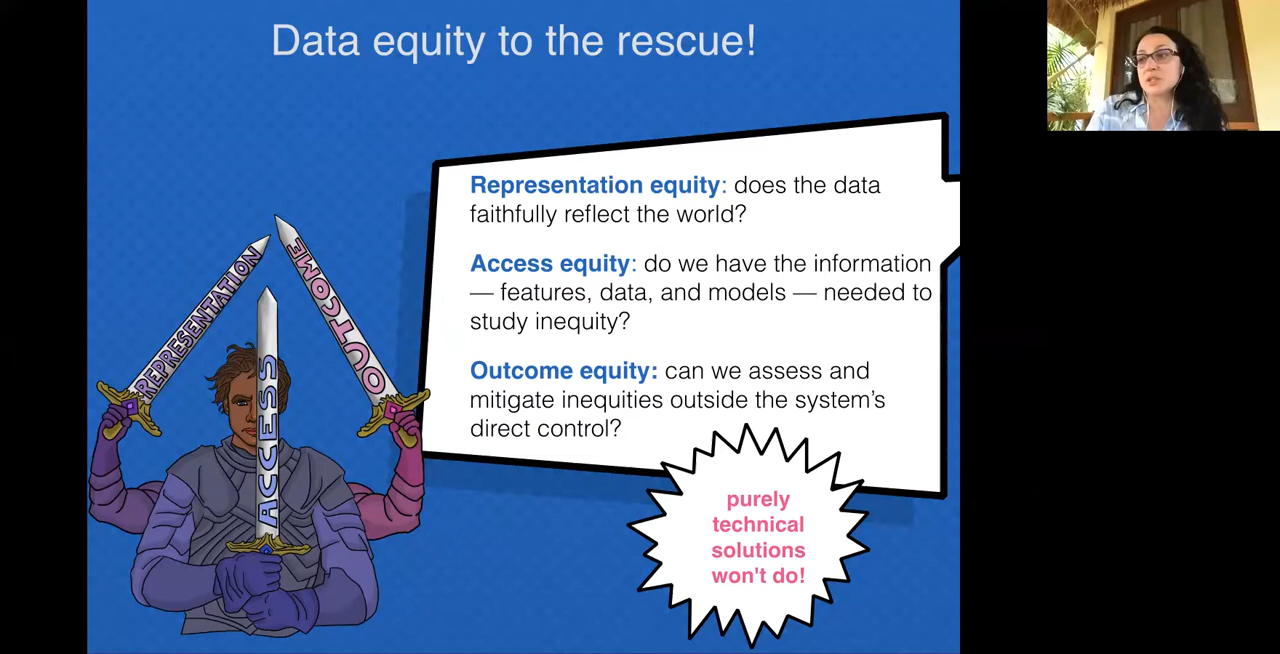 Data equity to the rescue!
Representation equity: does the data
faithfully reflect the world?
Access equity: do we have the information
— features, data, and models — needed to
study inequity?
Outcome equity: can we assess and
mitigate inequities outside the system’s
direct control?
REPRESENTATION
ACCESS
OUTCOME
purely
technical
solutions
won't do!